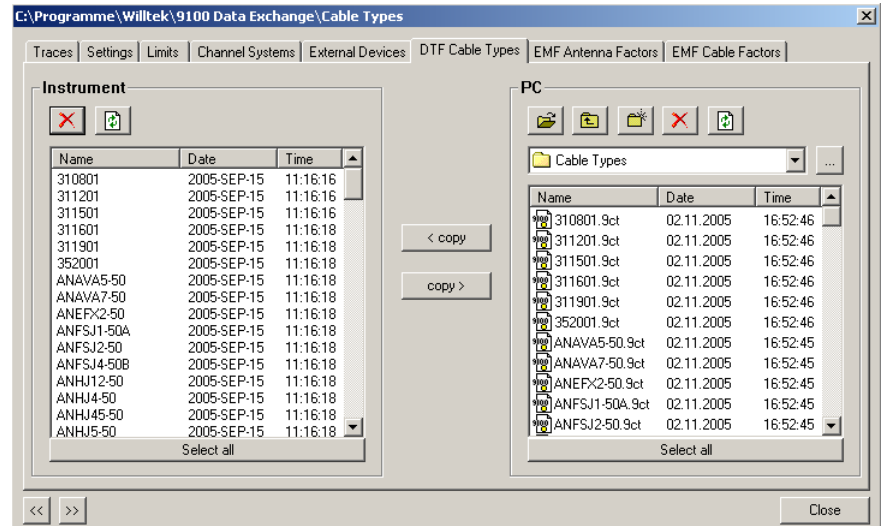 C:\Programme\Willtek\9100 Data Exchange\Cable Types
Traces Settings Limits Channel Systems External Devices DTF Cable Types EMF Antenna Factors EMF Cable Factors
Instrument
Name Date Time
310801 2005-SEP-15 11:16:16
311201 2005-SEP-15 11:16:16
311501 2005-SEP-15 11:16:16
311601 2005-SEP-15 11:16:18
311901 2005-SEP-15 11:16:18
352001 2005-SEP-15 11:16:18
ANAVA5-50 2005-SEP-15 11:16:18
ANAVA7-50 2005-SEP-15 11:16:18
ANEFX2-50 2005-SEP-15 11:16:18
ANFSJ1-50A 2005-SEP-15 11:16:18
ANFSJ2-50 2005-SEP-15 11:16:18
ANFSJ4-50B 2005-SEP-15 11:16:18
ANHJ12-50 2005-SEP-15 11:16:18
ANHJ4-50 2005-SEP-15 11:16:18
ANHJ45-50 2005-SEP-15 11:16:18
ANHJ5-50 2005-SEP-15 11:16:18
Select all
< copy
copy >
PC
Cable Types
...
Name Date Time
310801.9ct 02.11.2005 16:52:46
311201.9ct 02.11.2005 16:52:46
311501.9ct 02.11.2005 16:52:46
311601.9ct 02.11.2005 16:52:46
311901.9ct 02.11.2005 16:52:46
352001.9ct 02.11.2005 16:52:46
ANAVA5-50.9ct 02.11.2005 16:52:45
ANAVA7-50.9ct 02.11.2005 16:52:45
ANEFX2-50.9ct 02.11.2005 16:52:45
ANFSJ1-50A.9ct 02.11.2005 16:52:45
ANFSJ2-50.9ct 02.11.2005 16:52:45
Select all
<< >>
Close